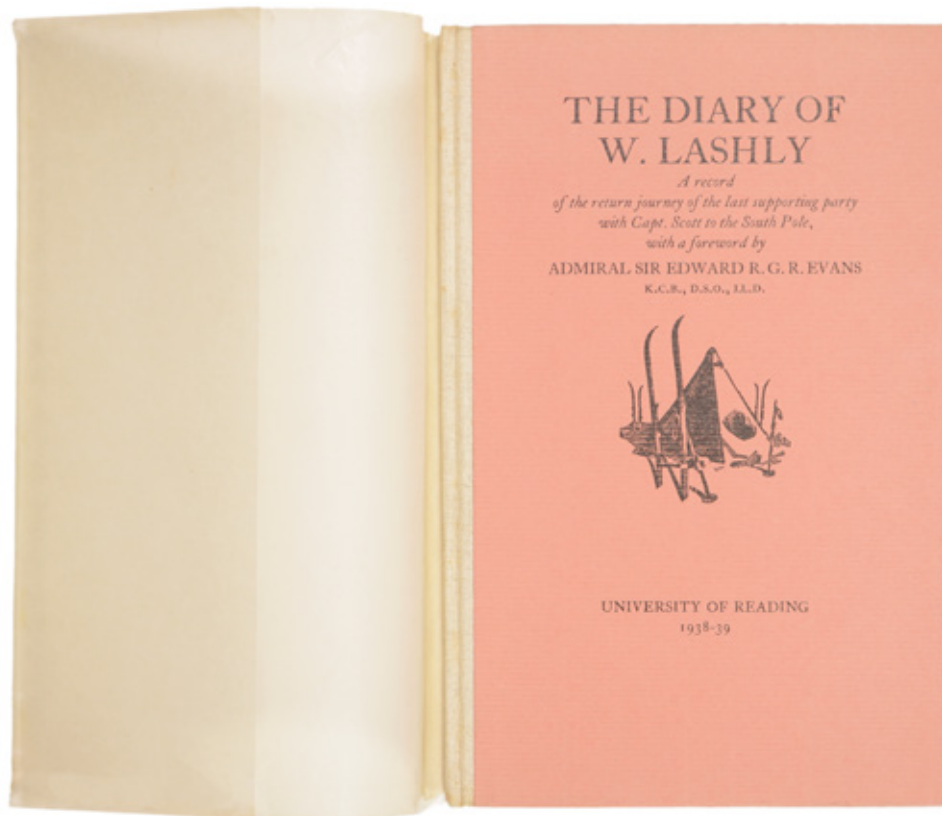 THE DIARY OF
W. LASHLY
A record
of the return journey of the last supporting party
with Capt. Scott to the South Pole,
with a foreword by
ADMIRAL SIR EDWARD R. G. R. EVANS
K.C.B., D.S.O., LL.D.
UNIVERSITY OF READING
1938-39